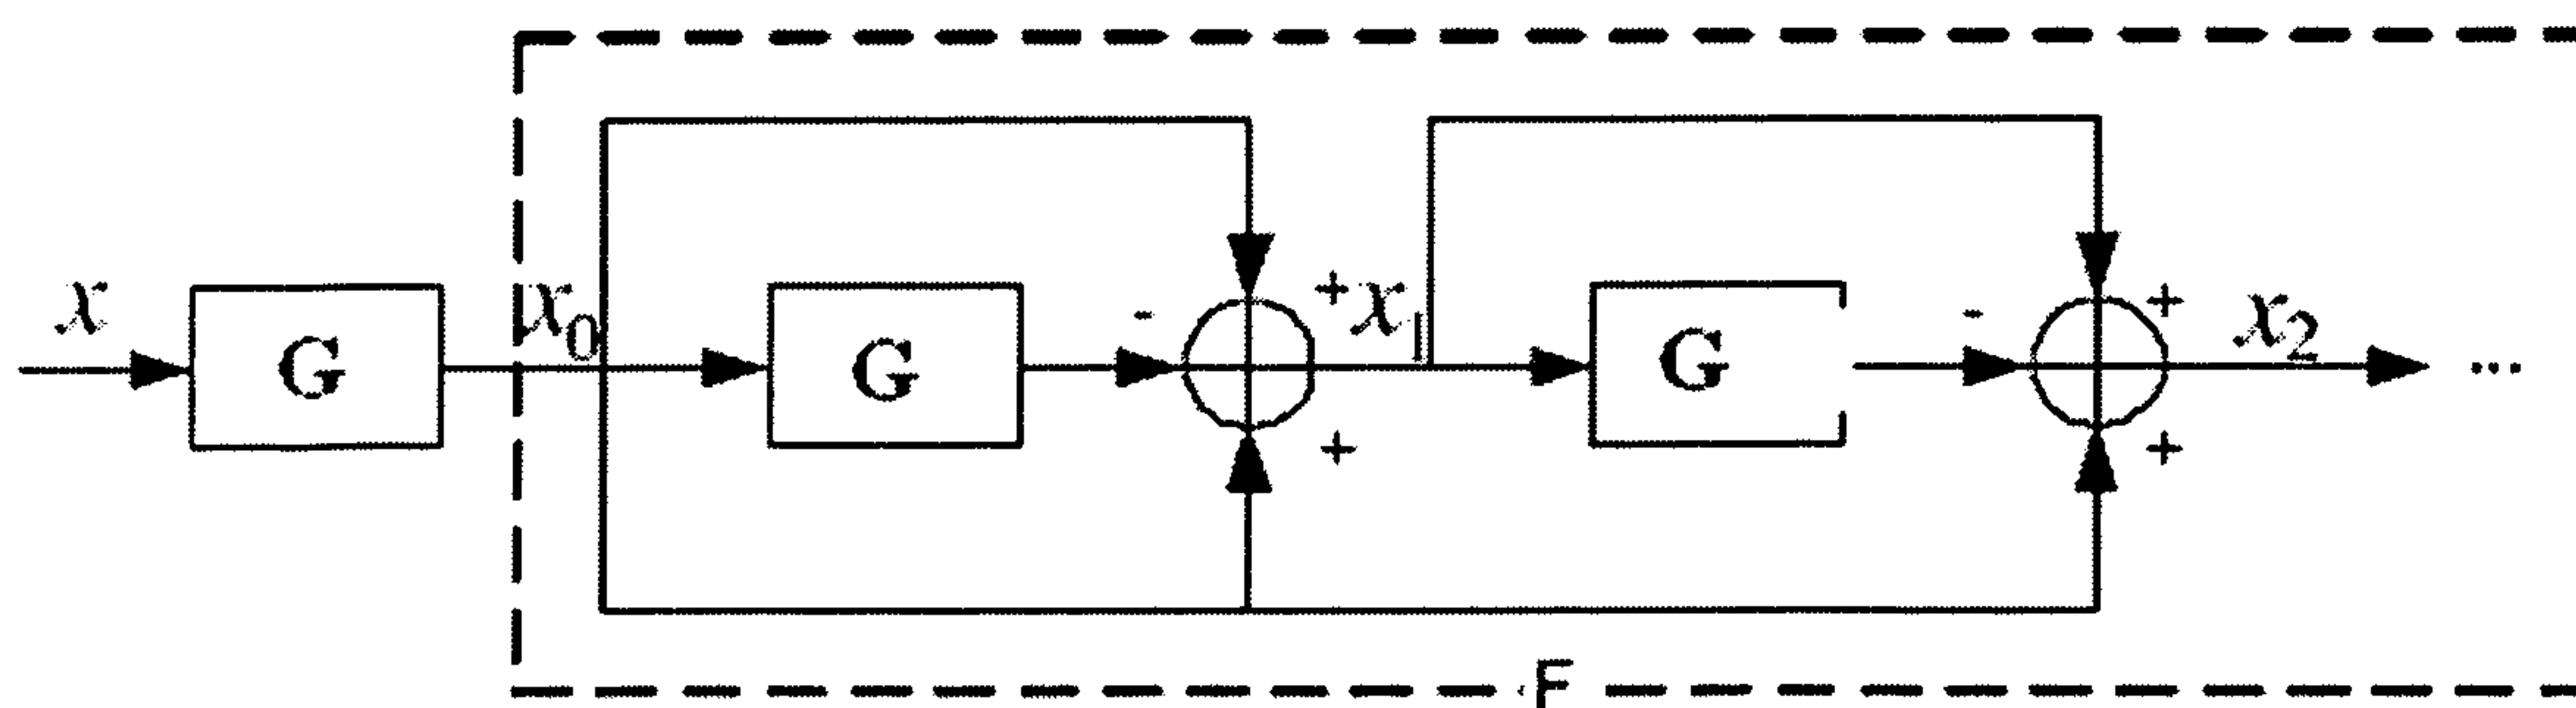 x G x₀ G - + + x₁ G - + + x₂ ...
F